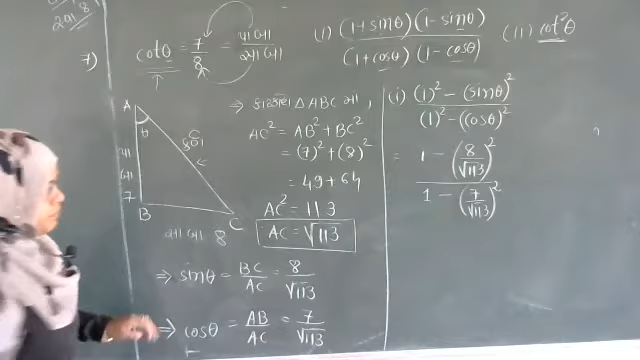 7) cotθ = 7/8 = પા.બા / સા.બા
(i) (1+sinθ)(1-sinθ) / (1+cosθ)(1-cosθ) (ii) cot²θ
A
θ
કર્ણ
7
B
C
સા બા 8
⇒ કાટકોણ △ABC માં,
AC² = AB² + BC²
= (7)² + (8)²
= 49 + 64
AC² = 113
AC = √113
⇒ sinθ = BC/AC = 8/√113
⇒ cosθ = AB/AC = 7/√113
(i) (1)² - (sinθ)² / (1)² - (cosθ)²
= 1 - (8/√113)² / 1 - (7/√113)²